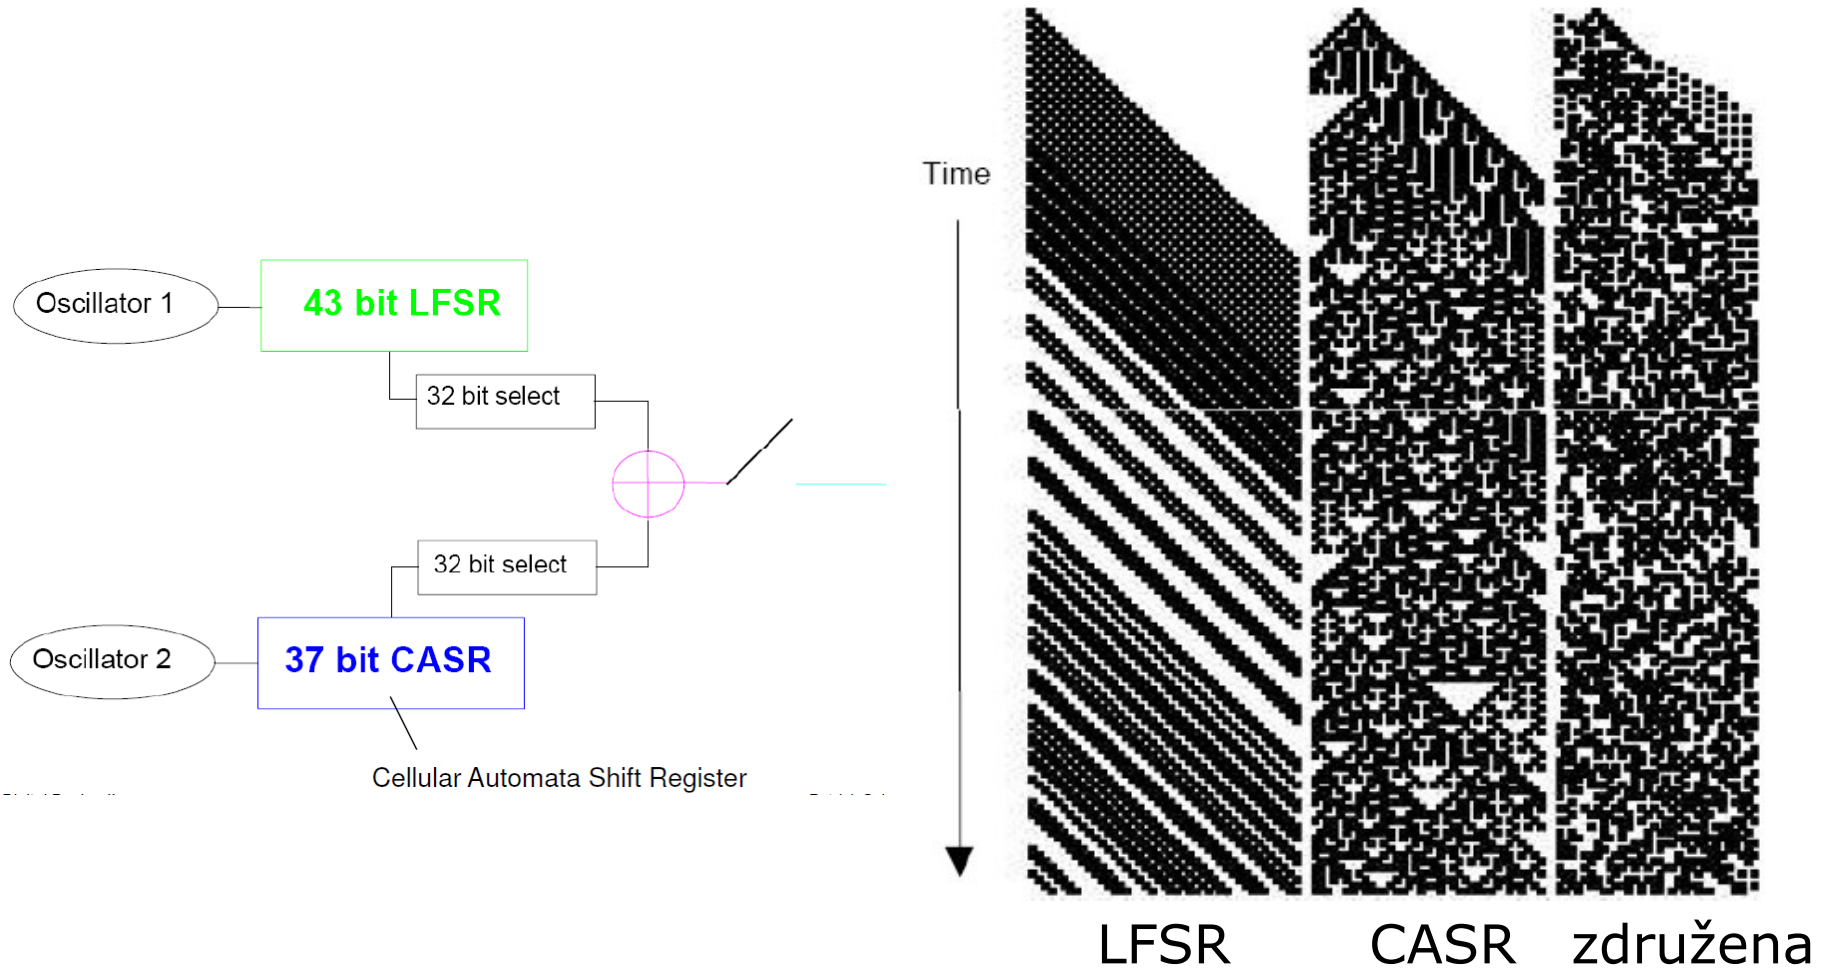 Time
Oscillator 1
43 bit LFSR
32 bit select
32 bit select
Oscillator 2
37 bit CASR
Cellular Automata Shift Register
LFSR
CASR
združena